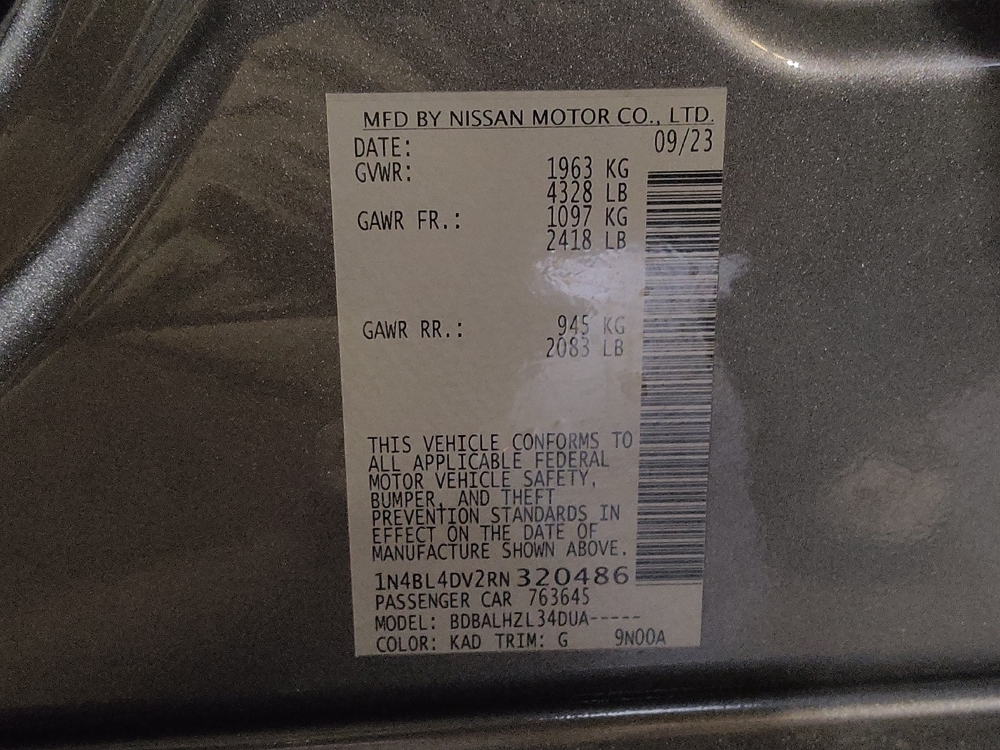 MFD BY NISSAN MOTOR CO., LTD.
DATE: 09/23
GVWR: 1963 KG
4328 LB
GAWR FR.: 1097 KG
2418 LB
GAWR RR.: 945 KG
2083 LB
THIS VEHICLE CONFORMS TO
ALL APPLICABLE FEDERAL
MOTOR VEHICLE SAFETY,
BUMPER, AND THEFT
PREVENTION STANDARDS IN
EFFECT ON THE DATE OF
MANUFACTURE SHOWN ABOVE.
1N4BL4DV2RN320486
PASSENGER CAR 763645
MODEL: BDBALHZL34DUA-----
COLOR: KAD TRIM: G 9N00A